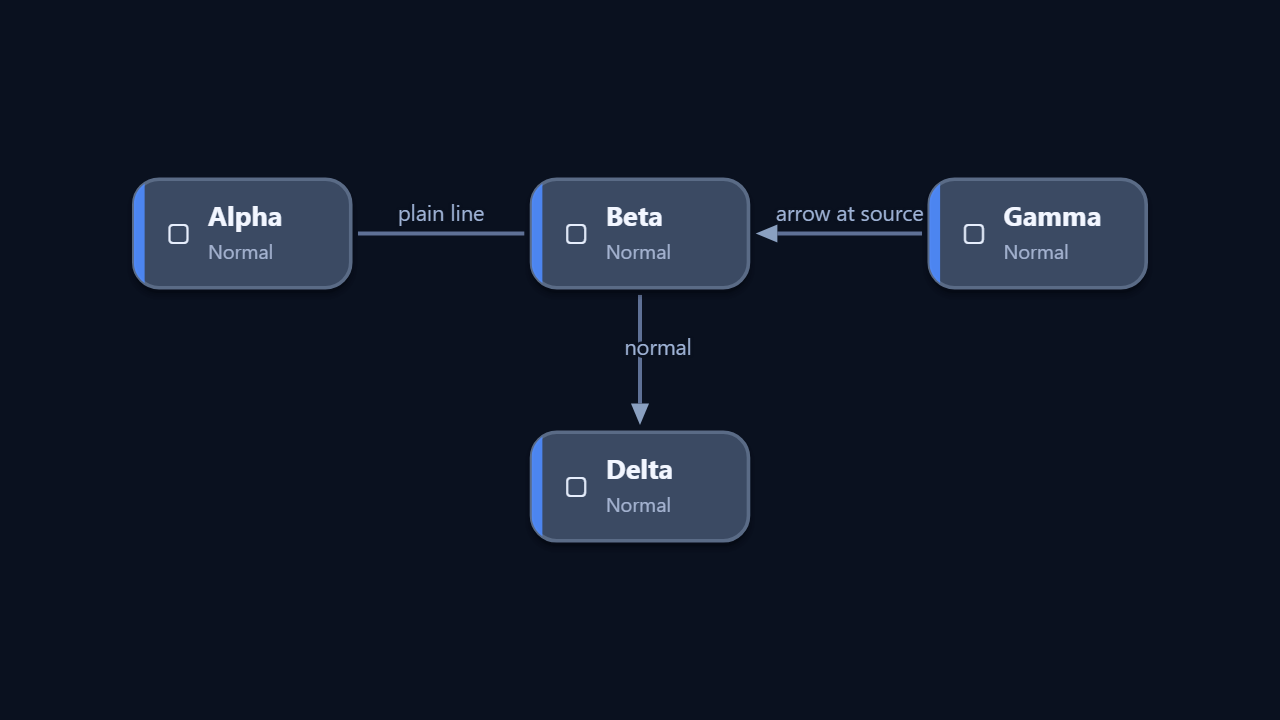 Alpha
Normal
plain line
Beta
Normal
arrow at source
Gamma
Normal
normal
Delta
Normal